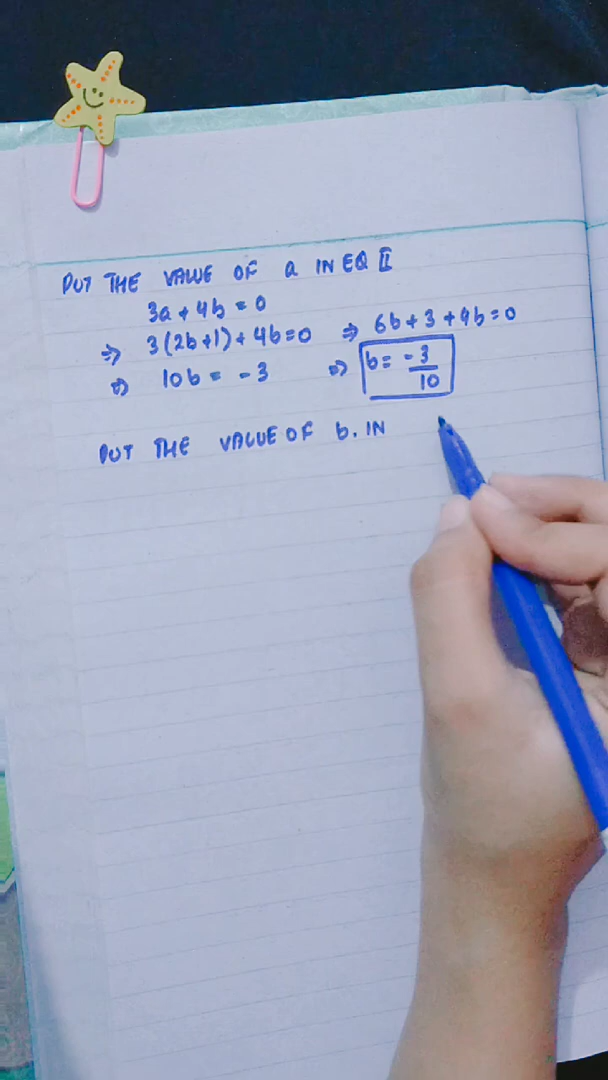 PUT THE VALUE OF a IN EQ II
3a + 4b = 0
⇒ 3(2b+1) + 4b = 0 ⇒ 6b + 3 + 4b = 0
⇒ 10b = -3 ⇒ b = -3/10
PUT THE VALUE OF b. IN